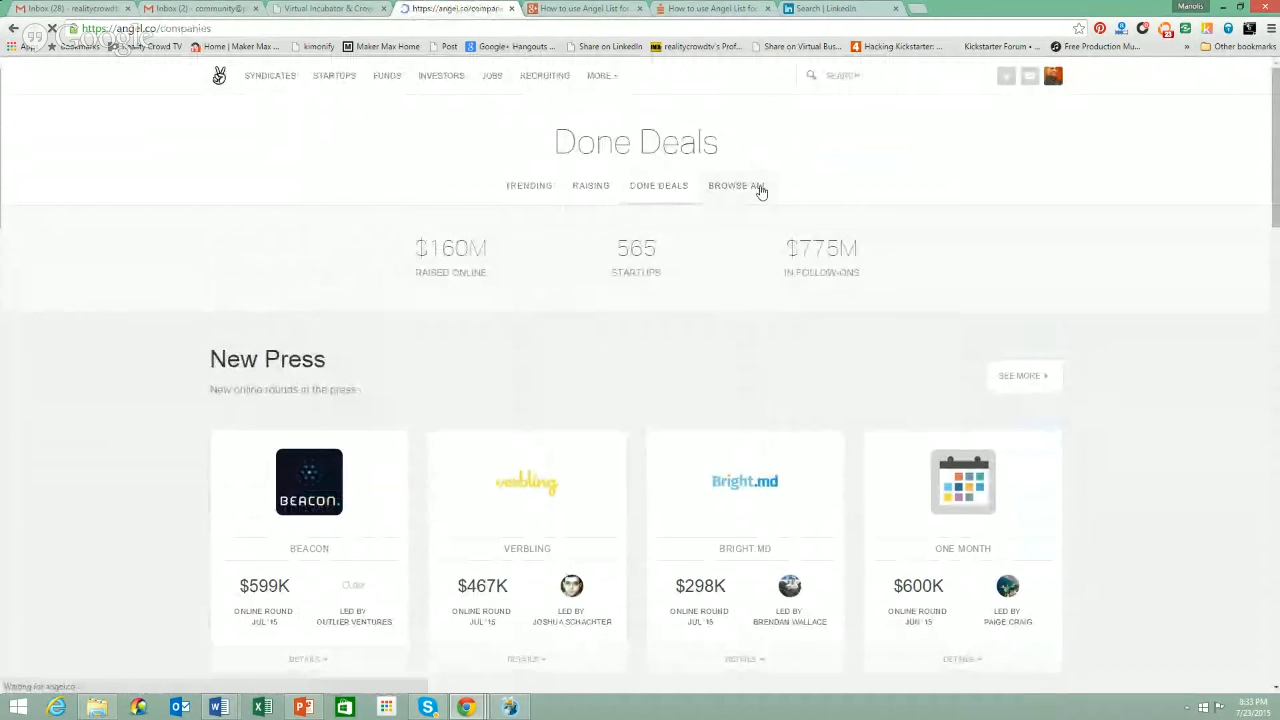 Inbox (28) - realitycrowdt
Inbox (2) - community@
Virtual Incubator & Crow
https://angel.co/compani
How to use Angel List for
How to use Angel List for
Search | LinkedIn
Manolis
https://angel.co/companies
Crowd TV
Home | Maker Max
kimonify
Maker Max Home
Post
Google+ Hangouts
Share on LinkedIn
realitycrowdtv's Prof
Share on Virtual Bus
Hacking Kickstarter:
Kickstarter Forum
Free Production Mu
Other bookmarks
SYNDICATES
STARTUPS
FUNDS
INVESTORS
JOBS
RECRUITING
MORE
SEARCH
Done Deals
TRENDING
RAISING
DONE DEALS
BROWSE ALL
$160M
565
$775M
RAISED ONLINE
STARTUPS
IN FOLLOW-ONS
New Press
New online rounds in the press
SEE MORE
BEACON.
verbling
Bright.md
BEACON
VERBLING
BRIGHT.MD
ONE MONTH
$599K
Outlier
$467K
$298K
$600K
ONLINE ROUND
LED BY
ONLINE ROUND
LED BY
ONLINE ROUND
LED BY
ONLINE ROUND
LED BY
JUL '15
OUTLIER VENTURES
JUL '15
JOSHUA SCHACHTER
JUL '15
BRENDAN WALLACE
JUN '15
PAIGE CRAIG
DETAILS
DETAILS
DETAILS
DETAILS
Waiting for angel.co
8:33 PM
7/23/2015